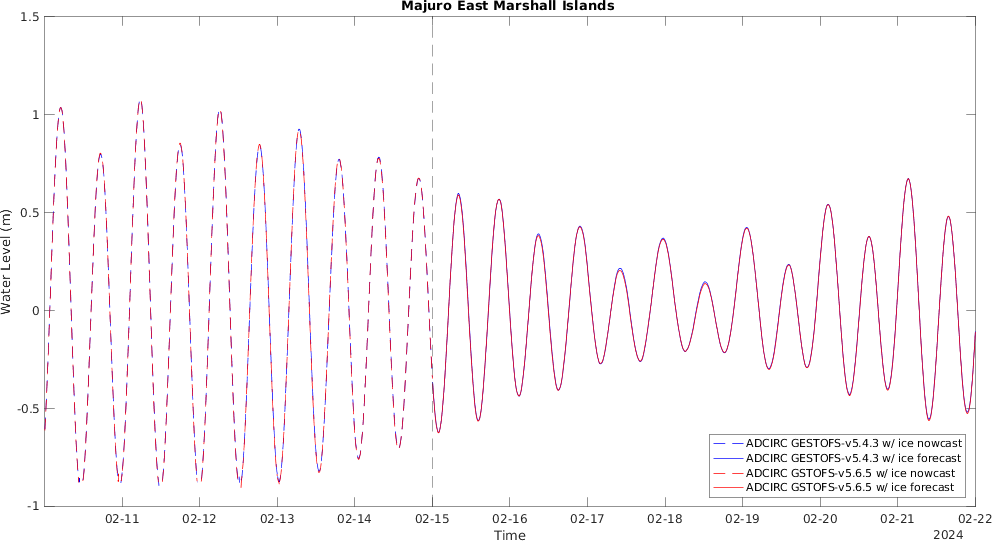 Majuro East Marshall Islands
1.5
1
0.5
0
-0.5
-1
Water Level (m)
ADCIRC GESTOFS-v5.4.3 w/ ice nowcast
ADCIRC GESTOFS-v5.4.3 w/ ice forecast
ADCIRC GSTOFS-v5.6.5 w/ ice nowcast
ADCIRC GSTOFS-v5.6.5 w/ ice forecast
02-11 02-12 02-13 02-14 02-15 02-16 02-17 02-18 02-19 02-20 02-21 02-22
Time
2024